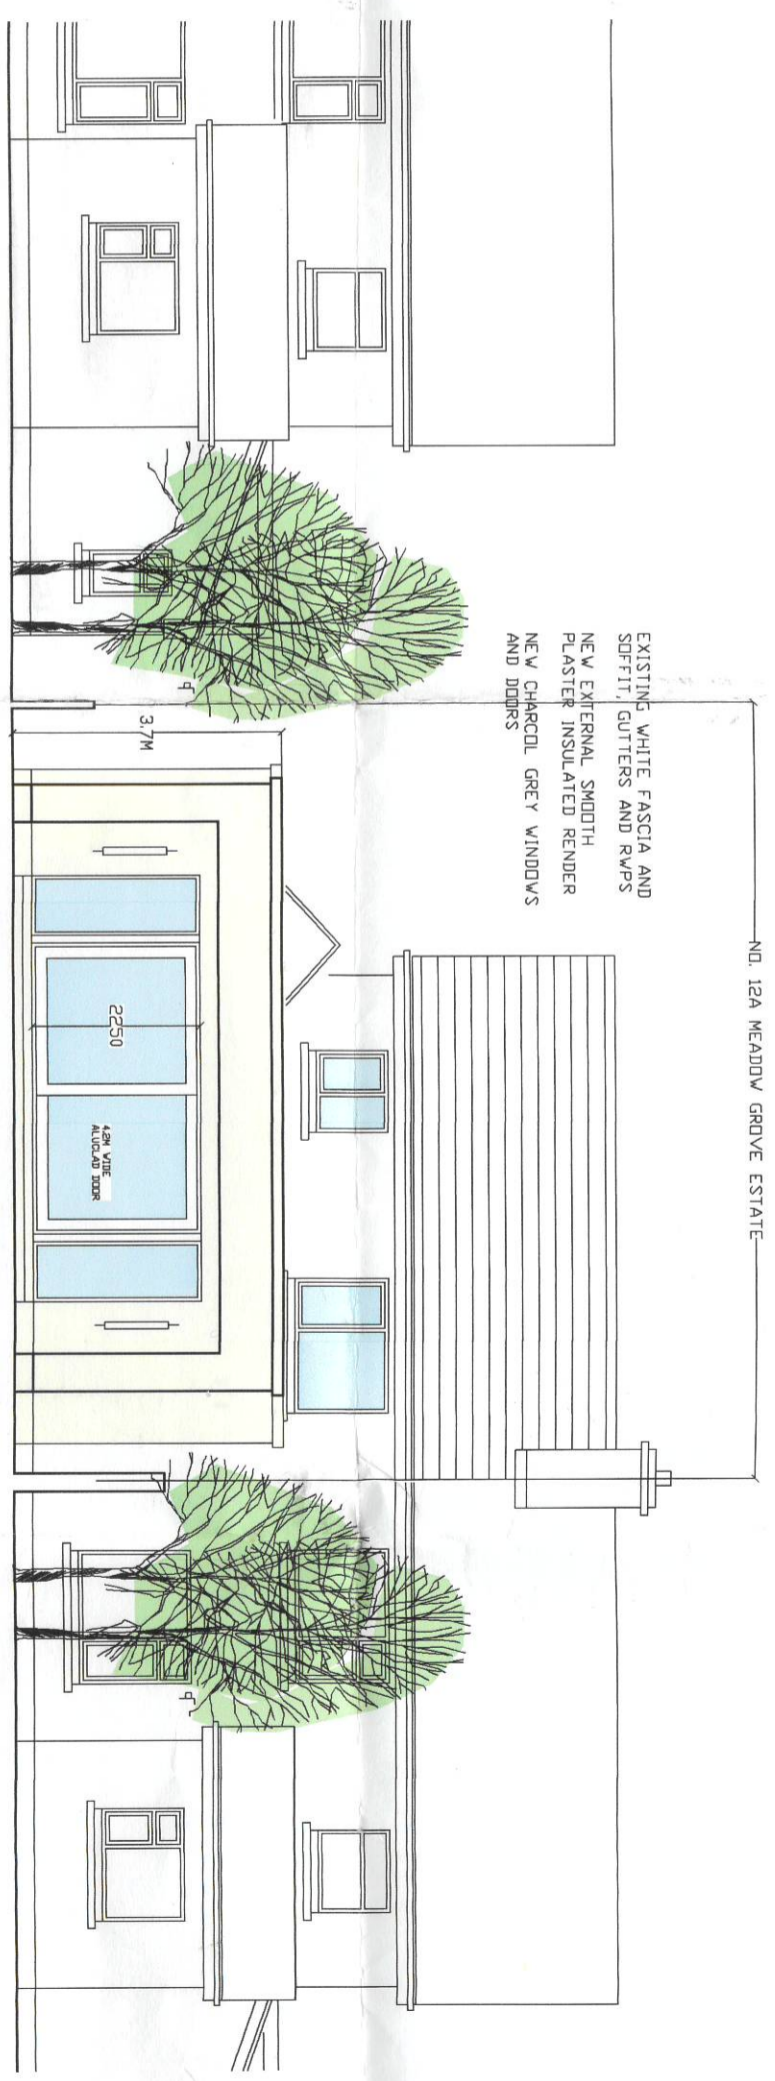 NO. 12A MEADOW GROVE ESTATE
EXISTING WHITE FASCIA AND
SOFFIT, GUTTERS AND RWPS
NEW EXTERNAL SMOOTH
PLASTER INSULATED RENDER
NEW CHARCOL GREY WINDOWS
AND DOORS
3.7M
2250
4.2M WIDE
ALUCLAD DOOR